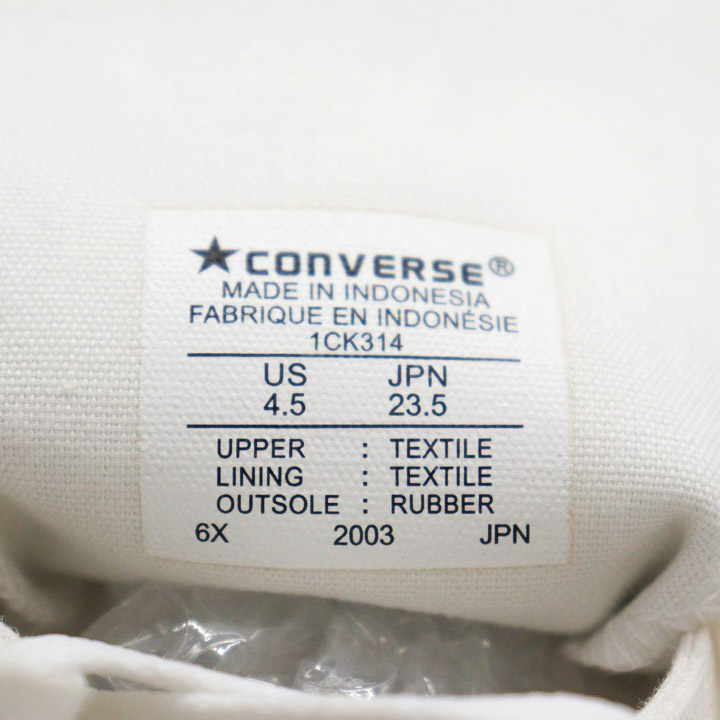 ★CONVERSE®
MADE IN INDONESIA
FABRIQUE EN INDONÉSIE
1CK314
US JPN
4.5 23.5
UPPER : TEXTILE
LINING : TEXTILE
OUTSOLE : RUBBER
6X 2003 JPN